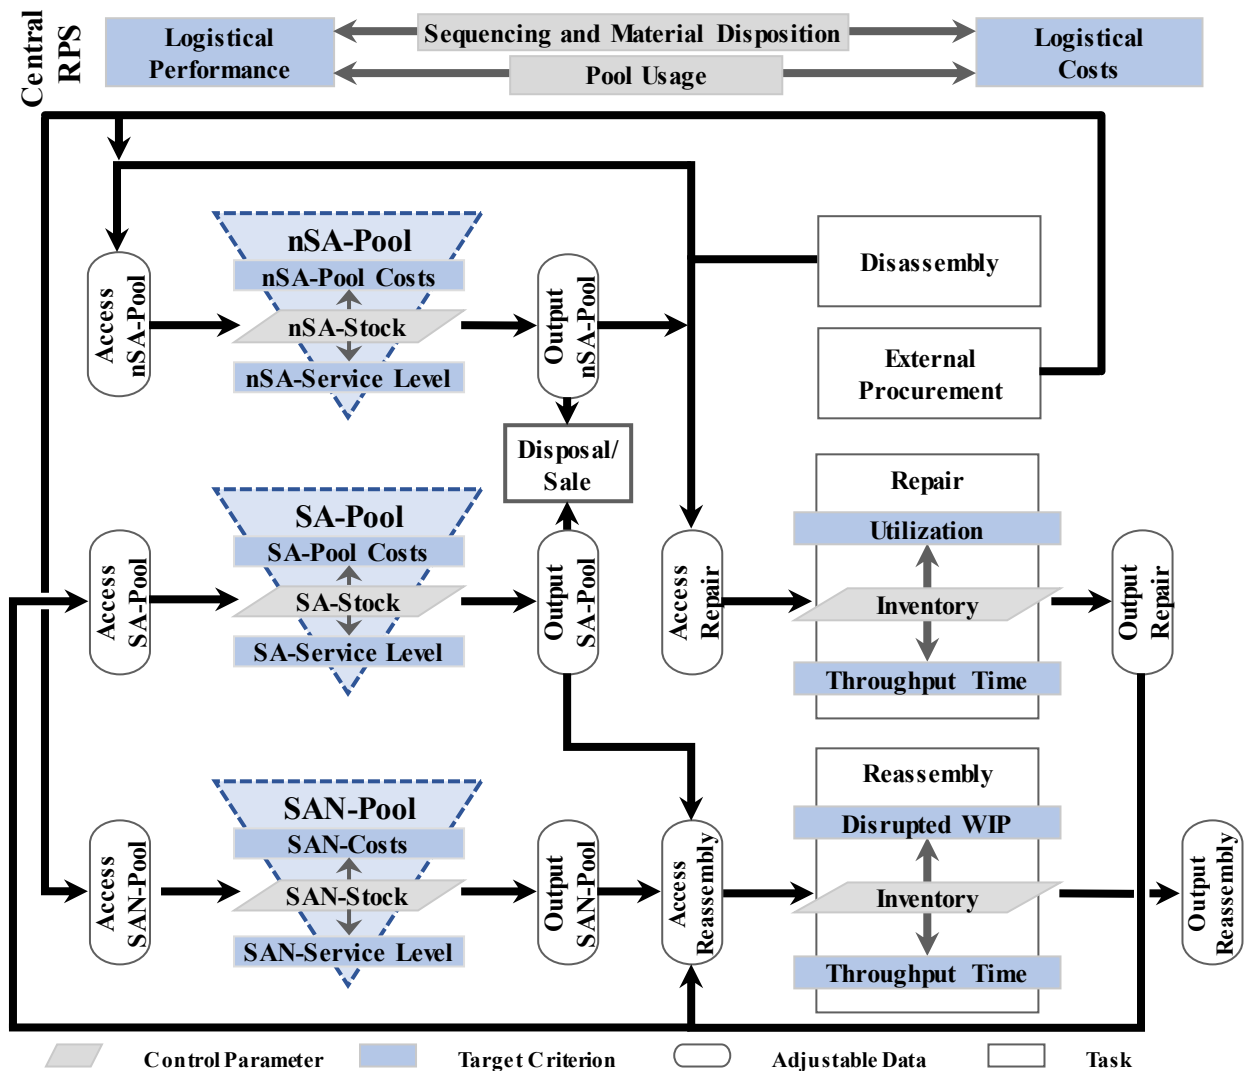 Central
RPS
Logistical
Performance
Sequencing and Material Disposition
Pool Usage
Logistical
Costs
Access
nSA-Pool
nSA-Pool
nSA-Pool Costs
nSA-Stock
nSA-Service Level
Output
nSA-Pool
Disassembly
External
Procurement
Disposal/
Sale
Access
SA-Pool
SA-Pool
SA-Pool Costs
SA-Stock
SA-Service Level
Output
SA-Pool
Access
Repair
Repair
Utilization
Inventory
Throughput Time
Output
Repair
Access
SAN-Pool
SAN-Pool
SAN-Costs
SAN-Stock
SAN-Service Level
Output
SAN-Pool
Access
Reassembly
Reassembly
Disrupted WIP
Inventory
Throughput Time
Output
Reassembly
Control Parameter
Target Criterion
Adjustable Data
Task